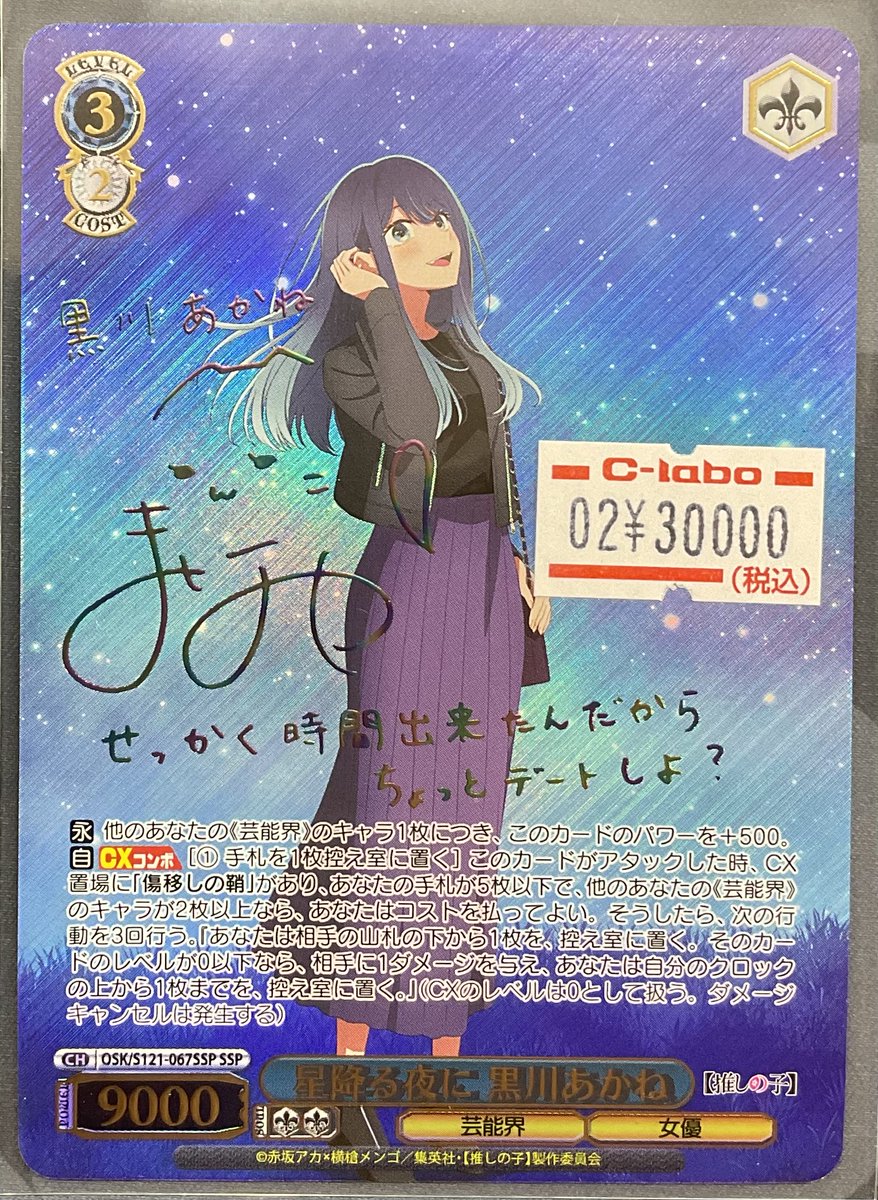 LEVEL
3
2
COST
黒川あかね
C-labo
02¥30000
(税込)
せっかく時間出来たんだから
ちょっとデートしよ?
永 他のあなたの《芸能界》のキャラ1枚につき、このカードのパワーを+500。
自 CXコンボ [① 手札を1枚控え室に置く] このカードがアタックした時、CX
置場に「傷移しの鞘」があり、あなたの手札が5枚以下で、他のあなたの《芸能界》
のキャラが2枚以上なら、あなたはコストを払ってよい。そうしたら、次の行
動を3回行う。「あなたは相手の山札の下から1枚を、控え室に置く。そのカー
ドのレベルが0以下なら、相手に1ダメージを与え、あなたは自分のクロック
の上から1枚までを、控え室に置く。」(CXのレベルは0として扱う。ダメージ
キャンセルは発生する)
CH OSK/S121-067SSP SSP
星降る夜に 黒川あかね
【推しの子】
POWER 9000
SOUL
芸能界 女優
©赤坂アカ×横槍メンゴ/集英社・【推しの子】製作委員会